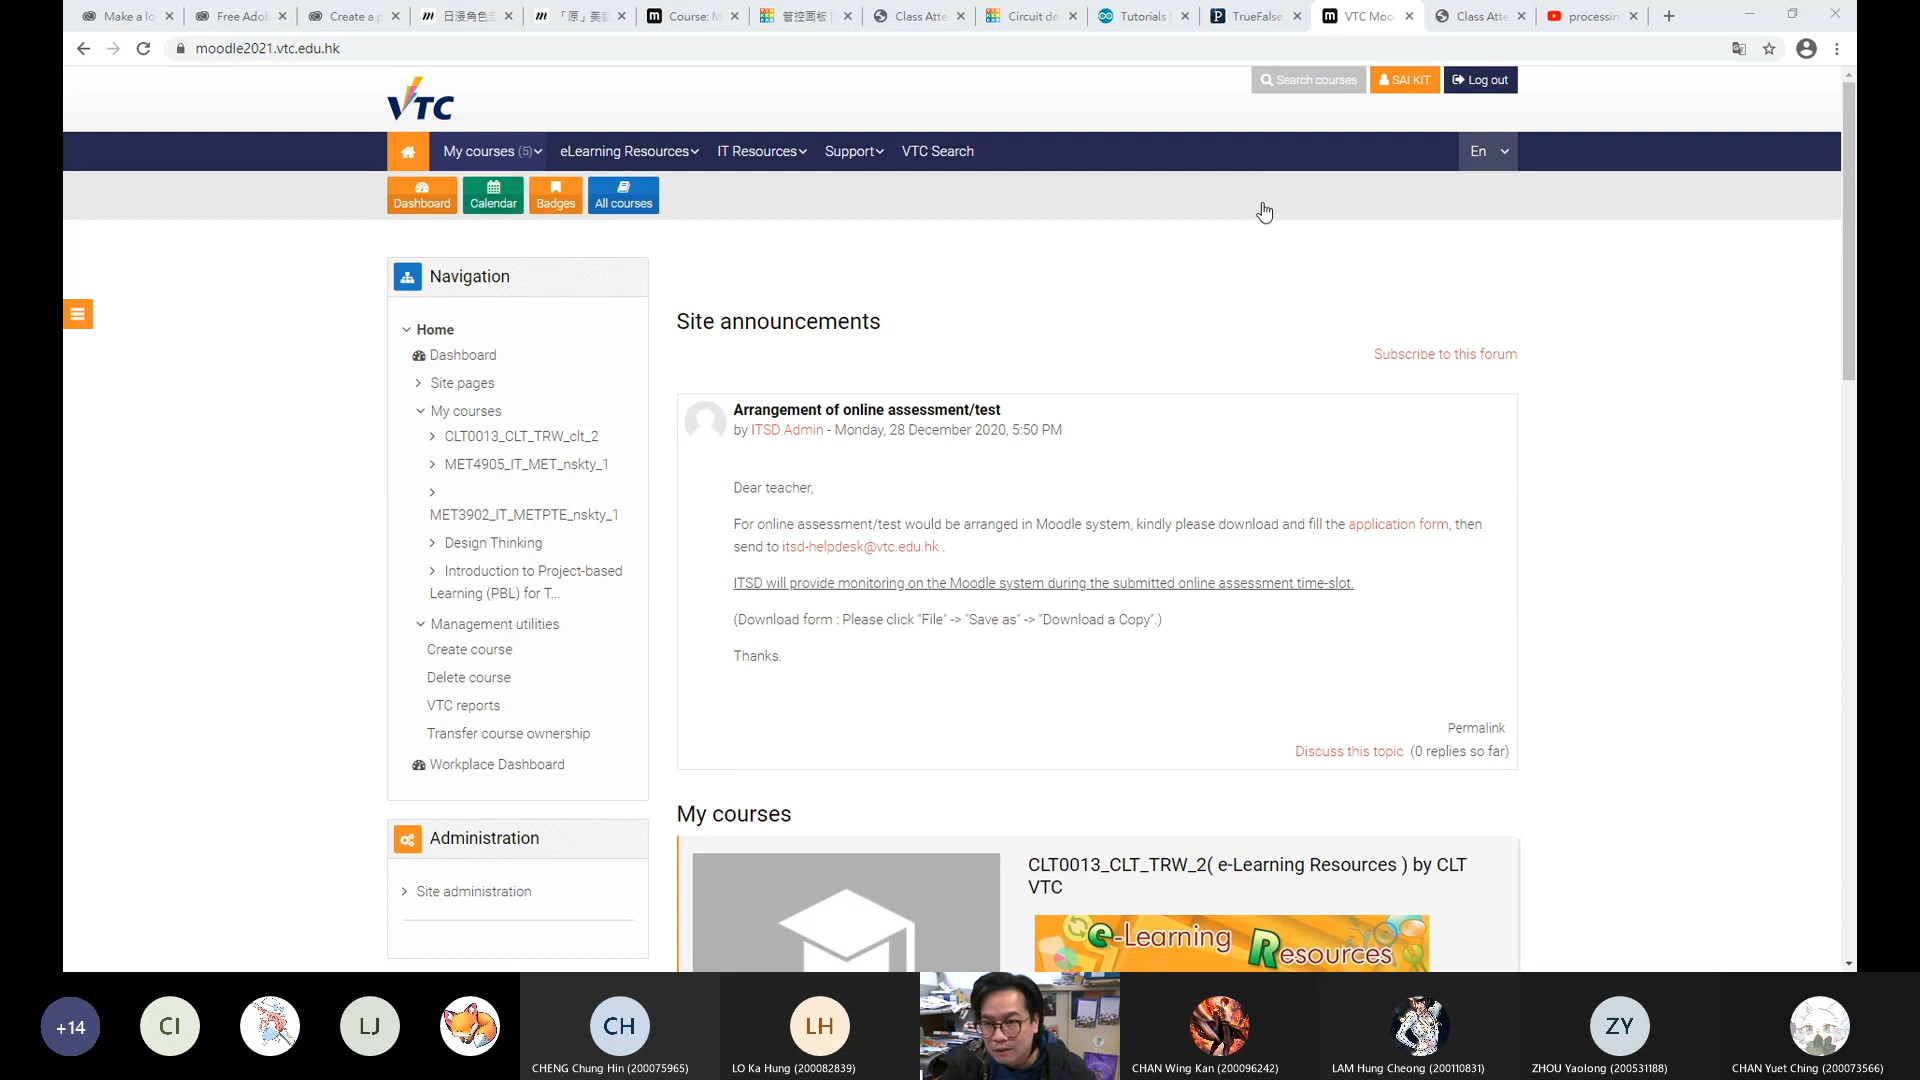 Make a lo
Free Adob
Create a p
日漫角色
「原」美
Course: M
管控面板
Class Atte
Circuit de
Tutorials
TrueFalse
VTC Moo
Class Atte
processin
moodle2021.vtc.edu.hk
VTC
Search courses
SAI KIT
Log out
My courses (5)
eLearning Resources
IT Resources
Support
VTC Search
En
Dashboard
Calendar
Badges
All courses
Navigation
Home
Dashboard
Site pages
My courses
CLT0013_CLT_TRW_clt_2
MET4905_IT_MET_nskty_1
MET3902_IT_METPTE_nskty_1
Design Thinking
Introduction to Project-based
Learning (PBL) for T...
Management utilities
Create course
Delete course
VTC reports
Transfer course ownership
Workplace Dashboard
Administration
Site administration
Site announcements
Subscribe to this forum
Arrangement of online assessment/test
by ITSD Admin - Monday, 28 December 2020, 5:50 PM
Dear teacher,
For online assessment/test would be arranged in Moodle system, kindly please download and fill the application form, then
send to itsd-helpdesk@vtc.edu.hk .
ITSD will provide monitoring on the Moodle system during the submitted online assessment time-slot.
(Download form : Please click "File" -> "Save as" -> "Download a Copy".)
Thanks.
Permalink
Discuss this topic (0 replies so far)
My courses
CLT0013_CLT_TRW_2( e-Learning Resources ) by CLT
VTC
e-Learning Resources
+14
CI
LJ
CH
CHENG Chung Hin (200075965)
LH
LO Ka Hung (200082839)
CHAN Wing Kan (200096242)
LAM Hung Cheong (200110831)
ZY
ZHOU Yaolong (200531188)
CHAN Yuet Ching (200073566)